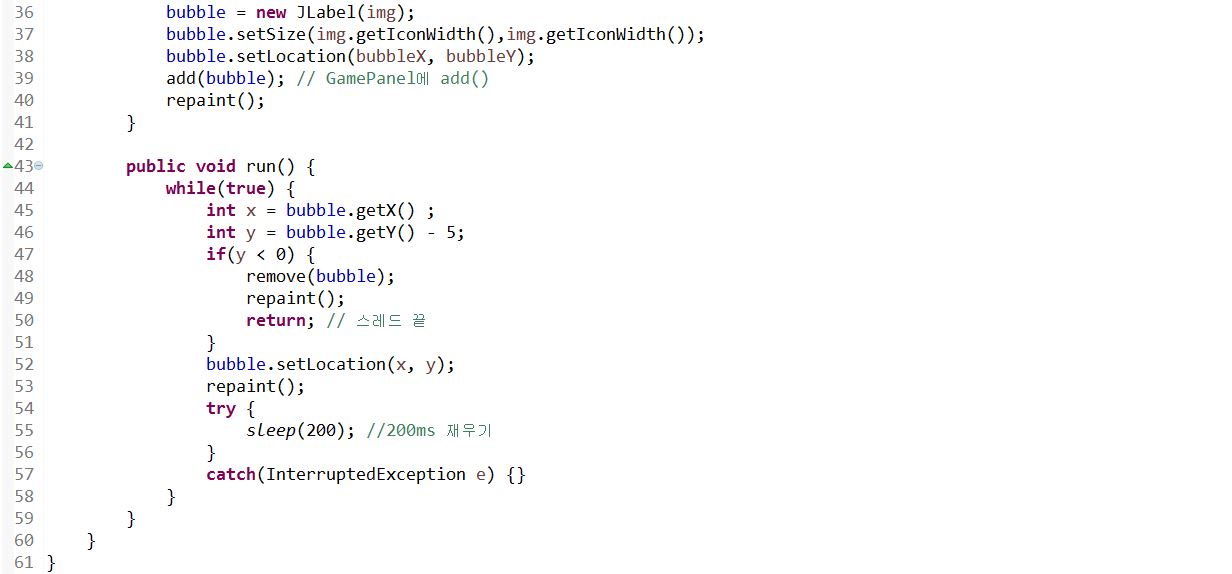 36 bubble = new JLabel(img);
37 bubble.setSize(img.getIconWidth(),img.getIconWidth());
38 bubble.setLocation(bubbleX, bubbleY);
39 add(bubble); // GamePanel에 add()
40 repaint();
41 }
42
43 public void run() {
44 while(true) {
45 int x = bubble.getX() ;
46 int y = bubble.getY() - 5;
47 if(y < 0) {
48 remove(bubble);
49 repaint();
50 return; // 스레드 끝
51 }
52 bubble.setLocation(x, y);
53 repaint();
54 try {
55 sleep(200); //200ms 재우기
56 }
57 catch(InterruptedException e) {}
58 }
59 }
60 }
61 }